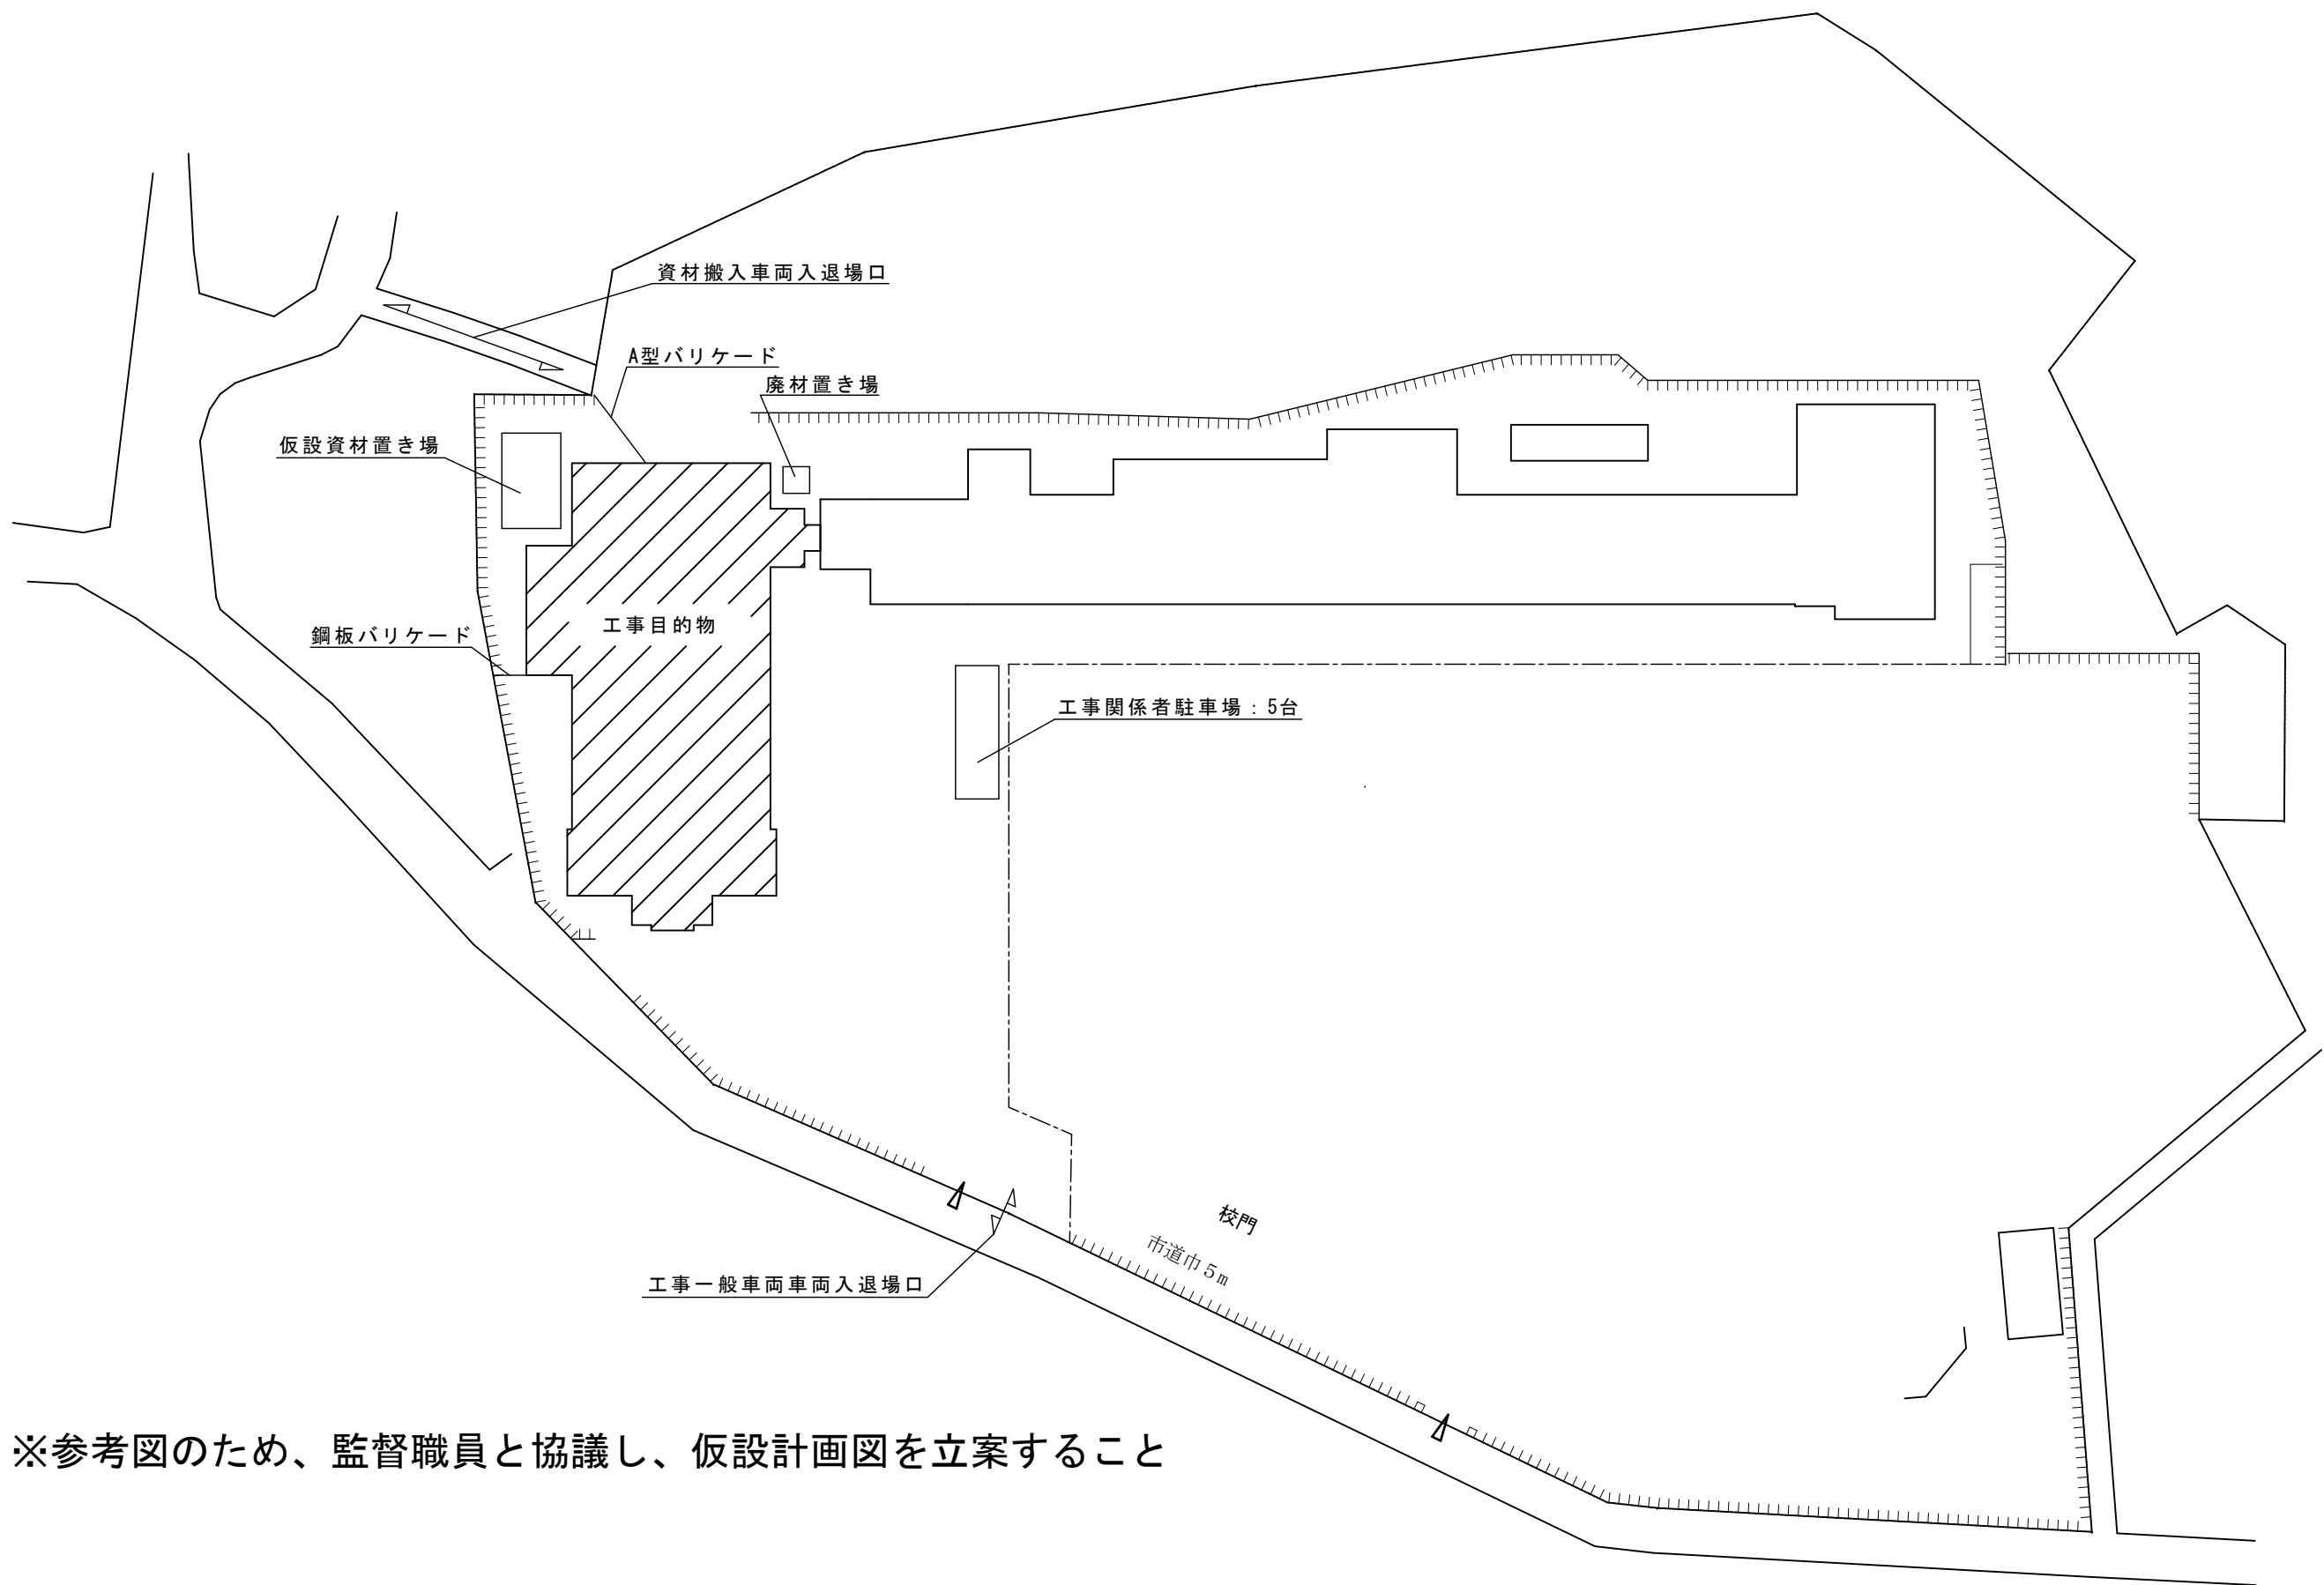 資材搬入車両入退場口
A型バリケード
廃材置き場
仮設資材置き場
工事目的物
鋼板バリケード
工事関係者駐車場：5台
校門
市道巾５ｍ
工事一般車両車両入退場口
※参考図のため、監督職員と協議し、仮設計画図を立案すること